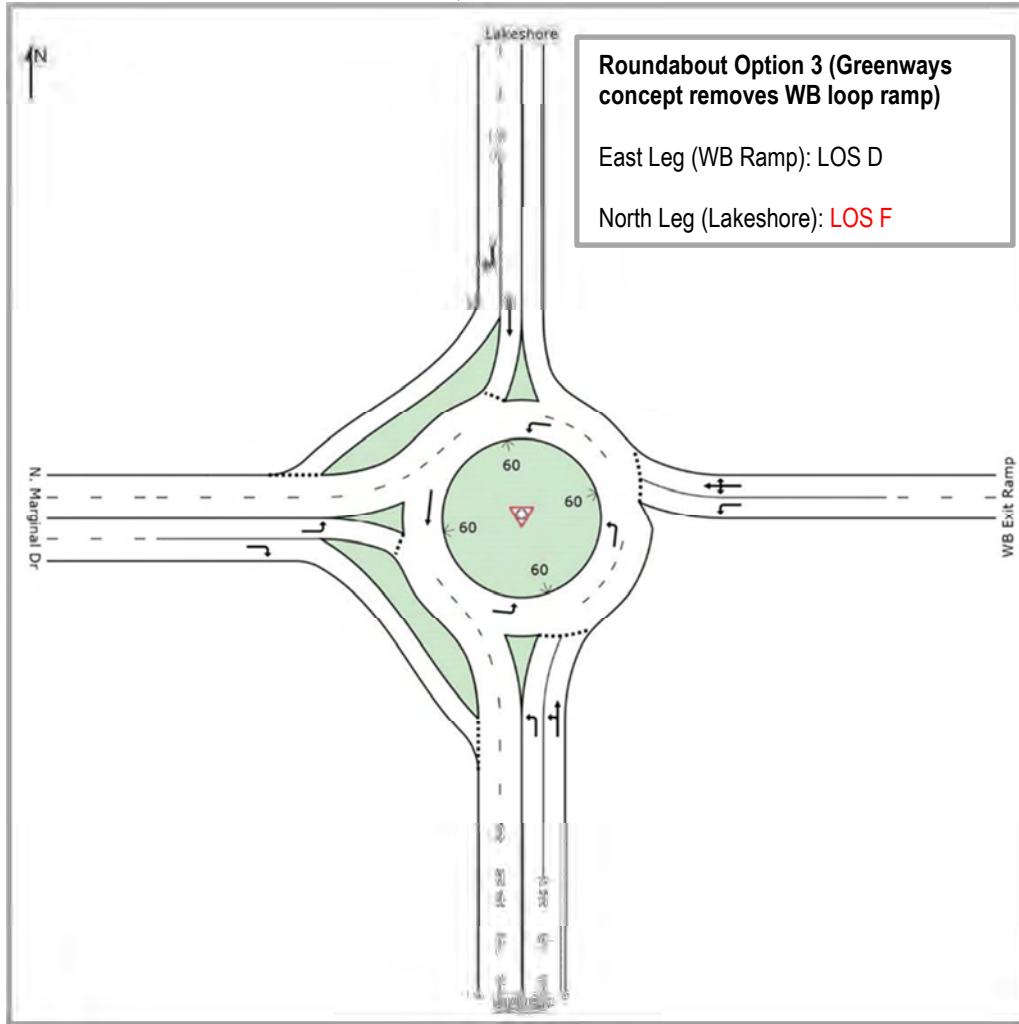 Lakeshore
N
Roundabout Option 3 (Greenways
concept removes WB loop ramp)
East Leg (WB Ramp): LOS D
North Leg (Lakeshore): LOS F
60
60
60
60
N. Marginal Dr
WB Exit Ramp